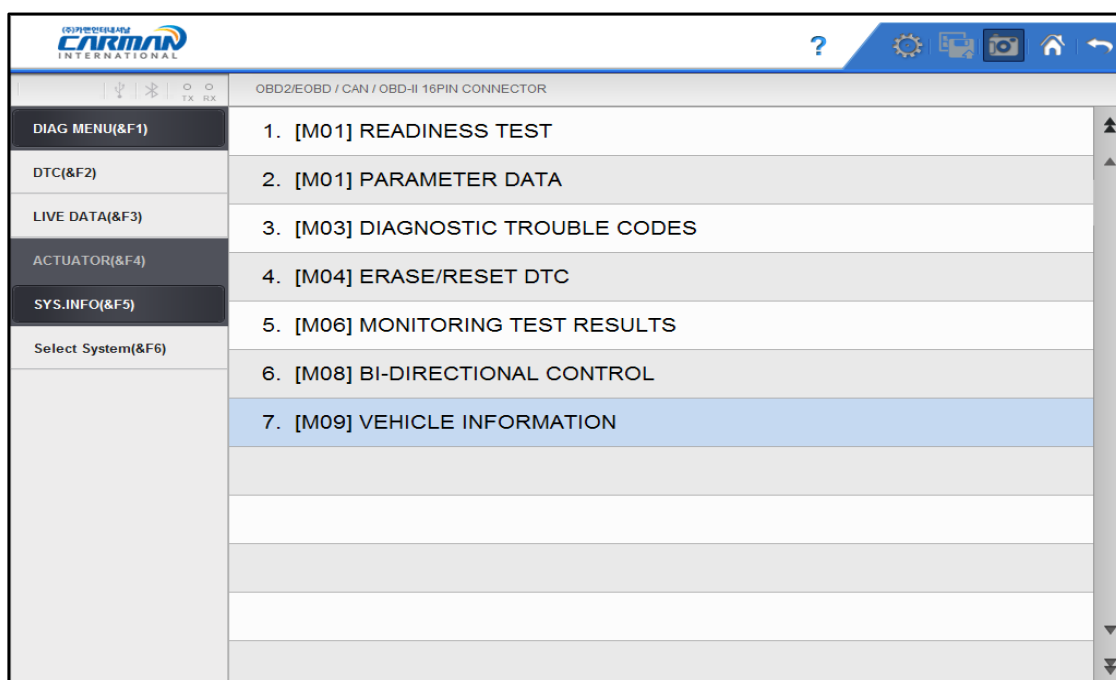 (주)카맨인터내셔날
CARMAN
INTERNATIONAL
?
TX RX
OBD2/EOBD / CAN / OBD-II 16PIN CONNECTOR
DIAG MENU(&F1)
DTC(&F2)
LIVE DATA(&F3)
ACTUATOR(&F4)
SYS.INFO(&F5)
Select System(&F6)
1. [M01] READINESS TEST
2. [M01] PARAMETER DATA
3. [M03] DIAGNOSTIC TROUBLE CODES
4. [M04] ERASE/RESET DTC
5. [M06] MONITORING TEST RESULTS
6. [M08] BI-DIRECTIONAL CONTROL
7. [M09] VEHICLE INFORMATION